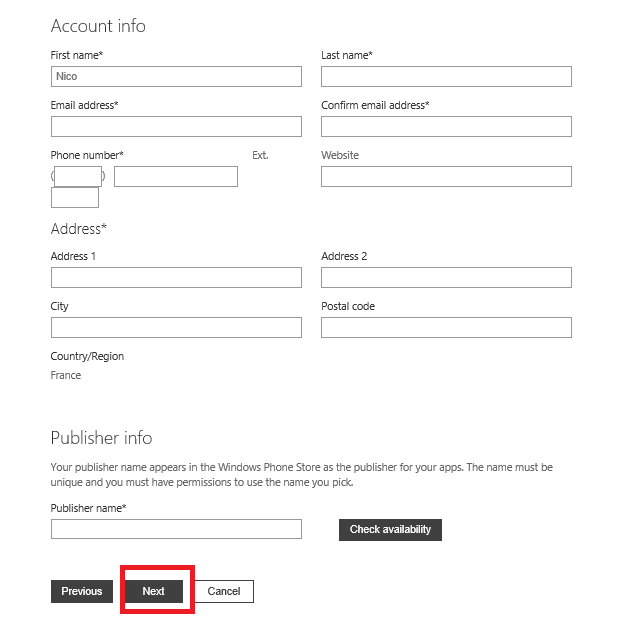 Account info
First name* Last name*
Nico
Email address* Confirm email address*
Phone number* Ext. Website
( )
Address*
Address 1 Address 2
City Postal code
Country/Region
France
Publisher info
Your publisher name appears in the Windows Phone Store as the publisher for your apps. The name must be
unique and you must have permissions to use the name you pick.
Publisher name*
Check availability
Previous Next Cancel